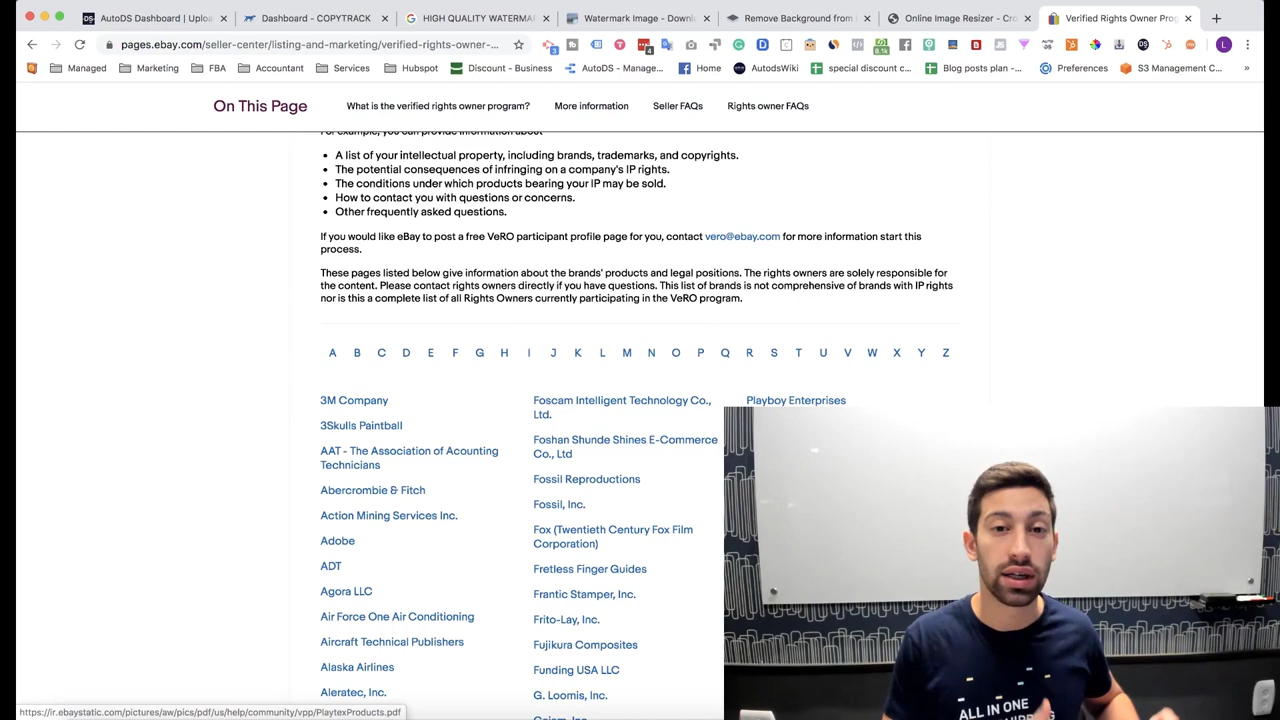 AutoDS Dashboard | Uploa
Dashboard - COPYTRACK
HIGH QUALITY WATERMA
Watermark Image - Downl
Remove Background from I
Online Image Resizer - Cro
Verified Rights Owner Prog
pages.ebay.com/seller-center/listing-and-marketing/verified-rights-owner-...
Managed
Marketing
FBA
Accountant
Services
Hubspot
Discount - Business
AutoDS - Manage...
Home
AutodsWiki
special discount c...
Blog posts plan -...
Preferences
S3 Management C...
On This Page
What is the verified rights owner program?
More information
Seller FAQs
Rights owner FAQs
For example, you can provide information about
• A list of your intellectual property, including brands, trademarks, and copyrights.
• The potential consequences of infringing on a company's IP rights.
• The conditions under which products bearing your IP may be sold.
• How to contact you with questions or concerns.
• Other frequently asked questions.
If you would like eBay to post a free VeRO participant profile page for you, contact vero@ebay.com for more information start this
process.
These pages listed below give information about the brands' products and legal positions. The rights owners are solely responsible for
the content. Please contact rights owners directly if you have questions. This list of brands is not comprehensive of brands with IP rights
nor is this a complete list of all Rights Owners currently participating in the VeRO program.
A B C D E F G H I J K L M N O P Q R S T U V W X Y Z
3M Company
3Skulls Paintball
AAT - The Association of Acounting
Technicians
Abercrombie & Fitch
Action Mining Services Inc.
Adobe
ADT
Agora LLC
Air Force One Air Conditioning
Aircraft Technical Publishers
Alaska Airlines
Aleratec, Inc.
Foscam Intelligent Technology Co.,
Ltd.
Foshan Shunde Shines E-Commerce
Co., Ltd
Fossil Reproductions
Fossil, Inc.
Fox (Twentieth Century Fox Film
Corporation)
Fretless Finger Guides
Frantic Stamper, Inc.
Frito-Lay, Inc.
Fujikura Composites
Funding USA LLC
G. Loomis, Inc.
Playboy Enterprises
https://ir.ebaystatic.com/pictures/aw/pics/pdf/us/help/community/vpp/PlaytexProducts.pdf
ALL IN ONE